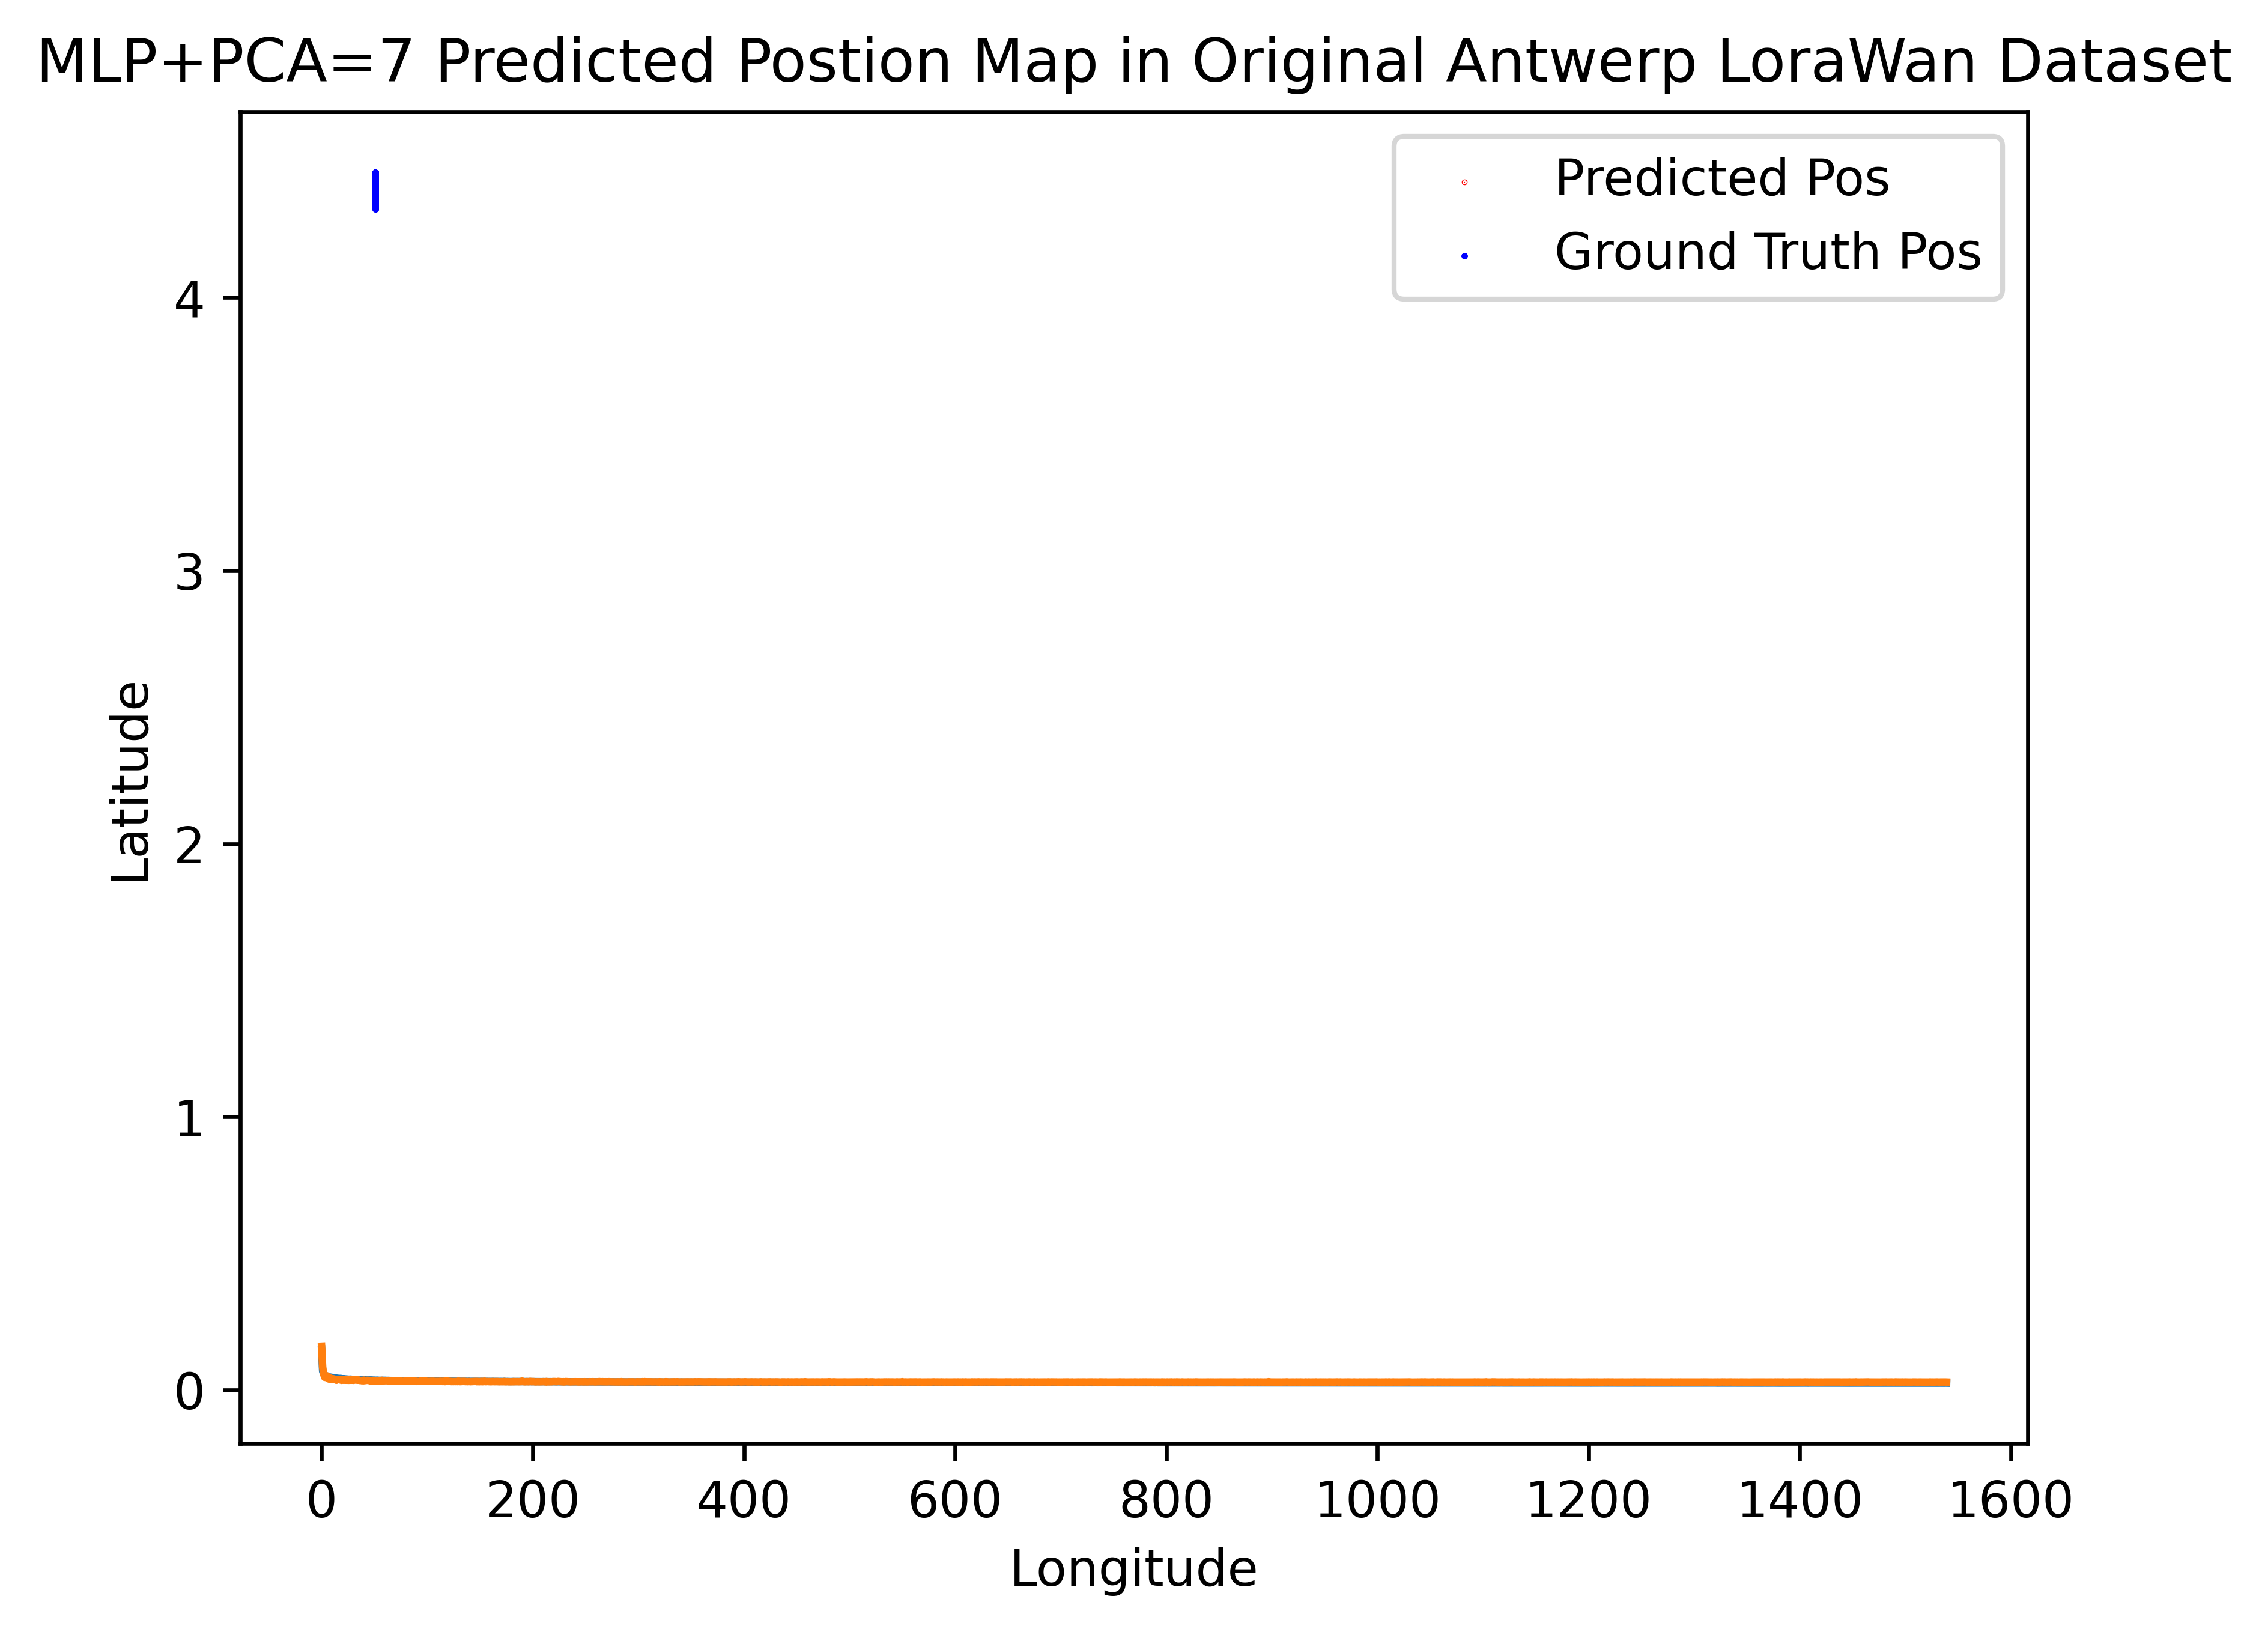 MLP+PCA=7 Predicted Postion Map in Original Antwerp LoraWan Dataset
Predicted Pos
Ground Truth Pos
4
3
2
1
0
Latitude
0 200 400 600 800 1000 1200 1400 1600
Longitude